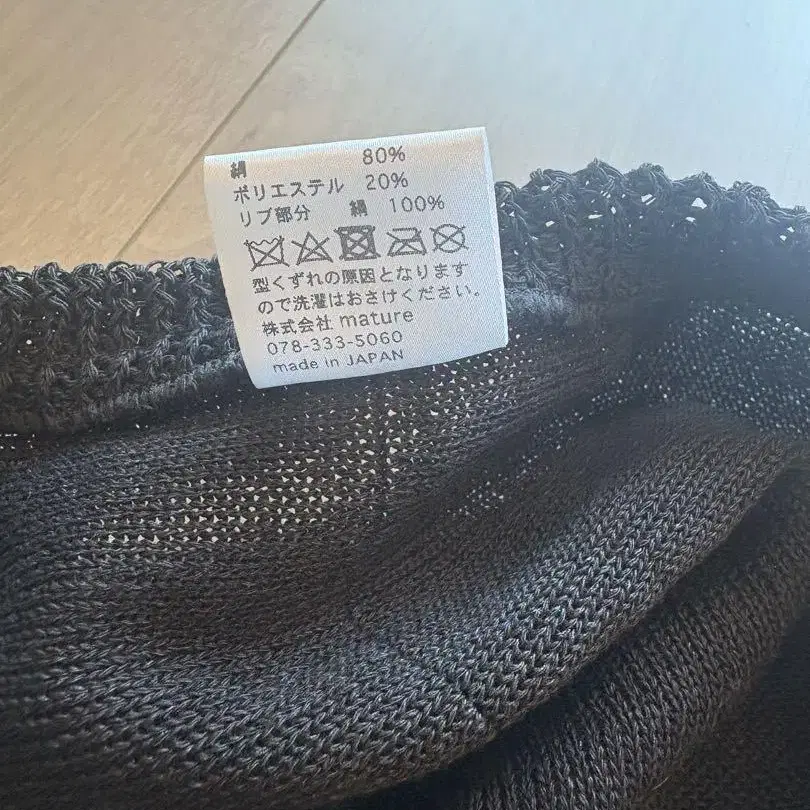 絹 80%
ポリエステル 20%
リブ部分 絹 100%
型くずれの原因となります
ので洗濯はおさけください。
株式会社 mature
078-333-5060
made in JAPAN